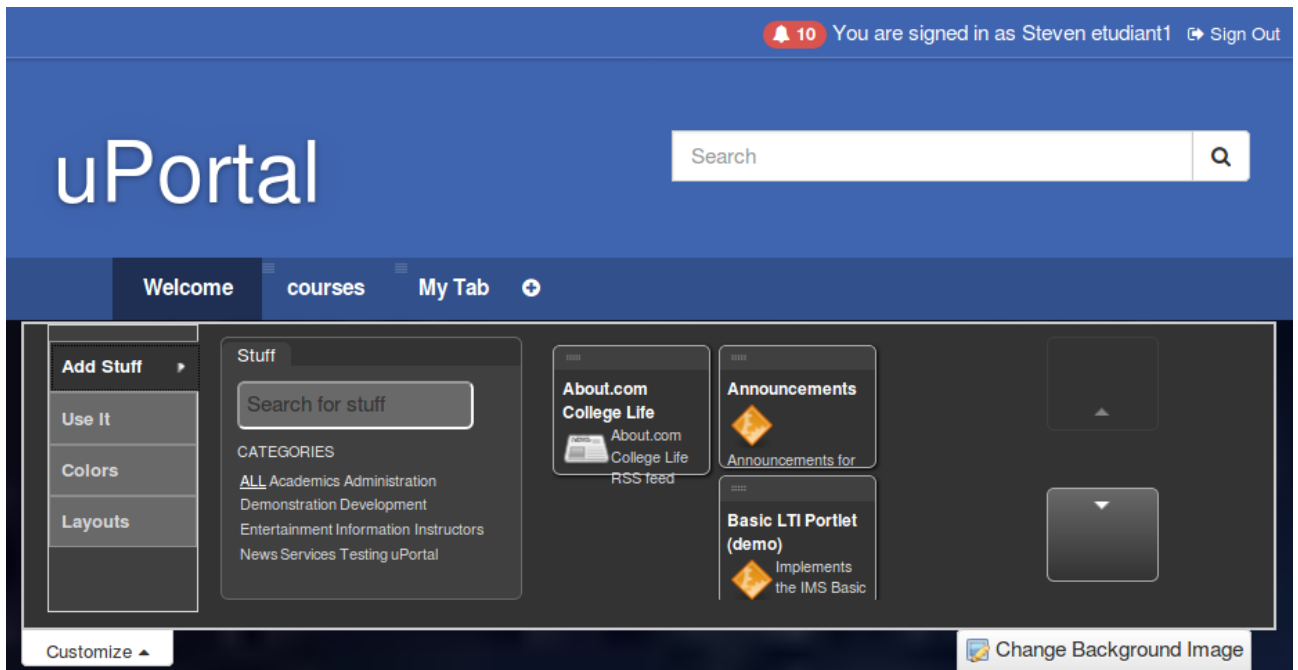 10 You are signed in as Steven etudiant1 Sign Out
uPortal
Search
Welcome courses My Tab
Add Stuff
Use It
Colors
Layouts
Stuff
Search for stuff
CATEGORIES
ALL Academics Administration
Demonstration Development
Entertainment Information Instructors
News Services Testing uPortal
About.com
College Life
About.com
College Life
RSS feed
Announcements
Announcements for
Basic LTI Portlet
(demo)
Implements
the IMS Basic
Customize
Change Background Image